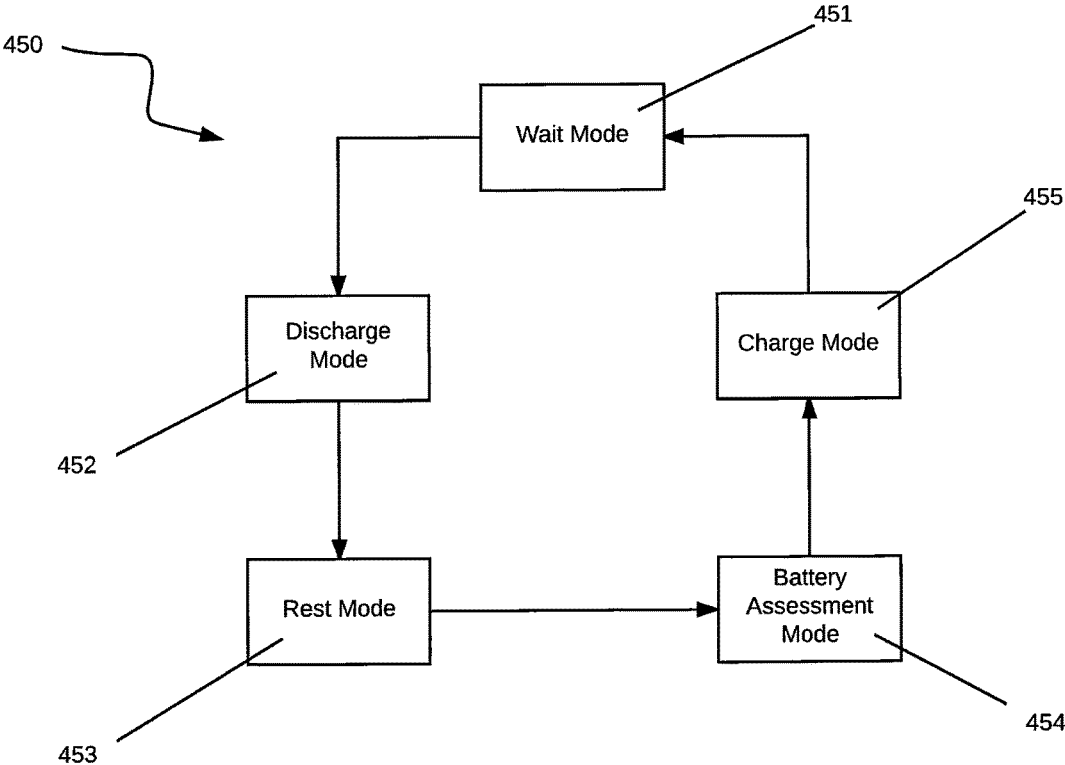 451
450
Wait Mode
455
Discharge
Mode
Charge Mode
452
Battery
Assessment
Mode
Rest Mode
454
453